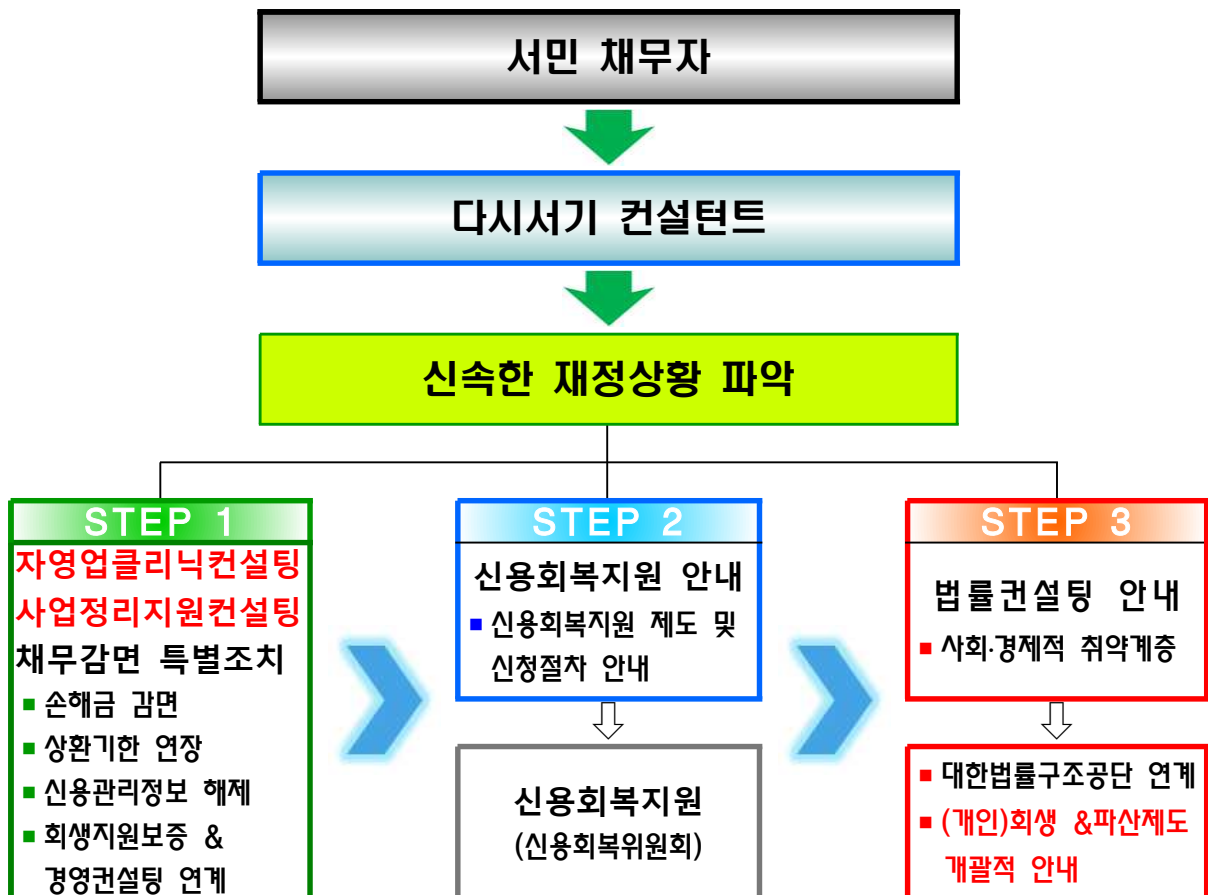 서민 채무자
다시서기 컨설턴트
신속한 재정상황 파악
STEP 1
자영업클리닉컨설팅
사업정리지원컨설팅
채무감면 특별조치
■ 손해금 감면
■ 상환기한 연장
■ 신용관리정보 해제
■ 회생지원보증 &
경영컨설팅 연계
STEP 2
신용회복지원 안내
■ 신용회복지원 제도 및
신청절차 안내
신용회복지원
(신용회복위원회)
STEP 3
법률컨설팅 안내
■ 사회·경제적 취약계층
■ 대한법률구조공단 연계
■ (개인)회생 &파산제도
개괄적 안내